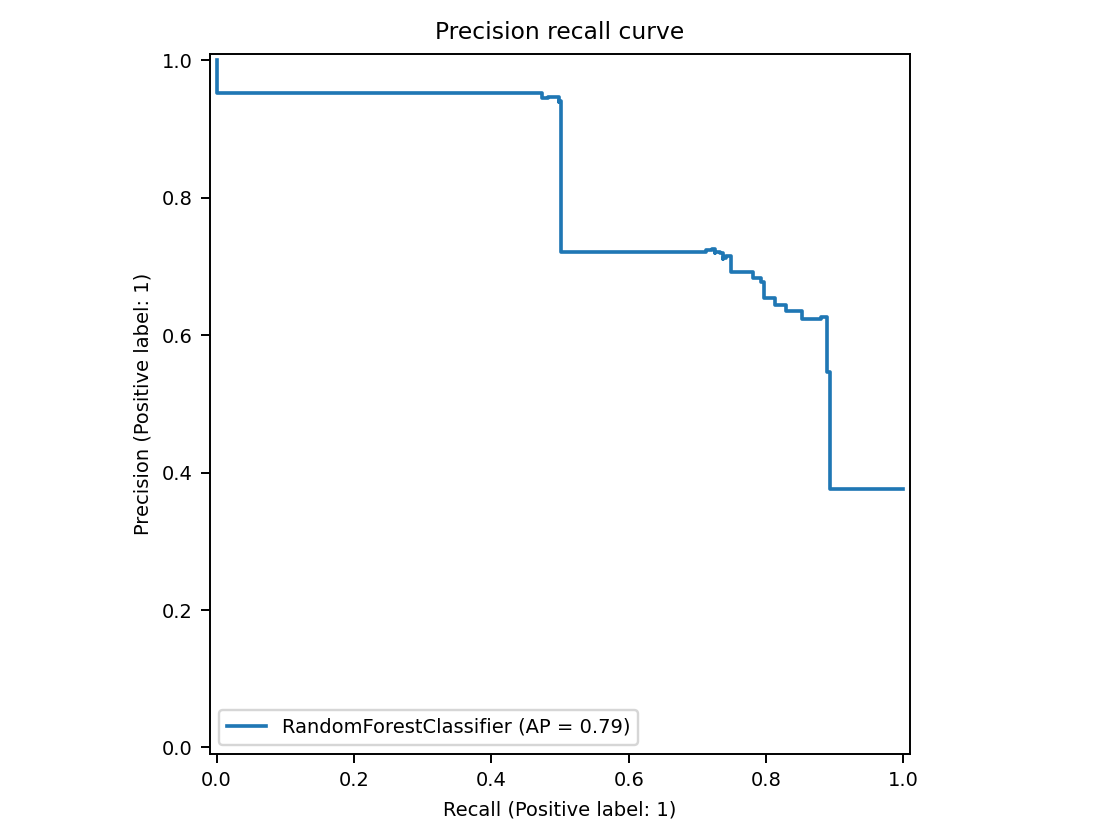 Precision recall curve
1.0
0.8
0.6
0.4
0.2
0.0
Precision (Positive label: 1)
RandomForestClassifier (AP = 0.79)
0.0 0.2 0.4 0.6 0.8 1.0
Recall (Positive label: 1)